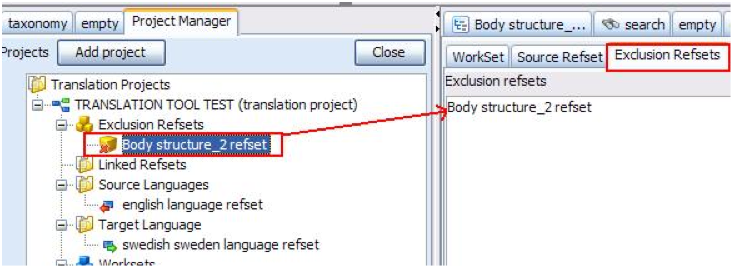 taxonomy empty Project Manager
Projects Add project Close
Translation Projects
TRANSLATION TOOL TEST (translation project)
Exclusion Refsets
Body structure_2 refset
Linked Refsets
Source Languages
english language refset
Target Language
swedish sweden language refset
Worksets
Body structure_... search empty
WorkSet Source Refset Exclusion Refsets
Exclusion refsets
Body structure_2 refset